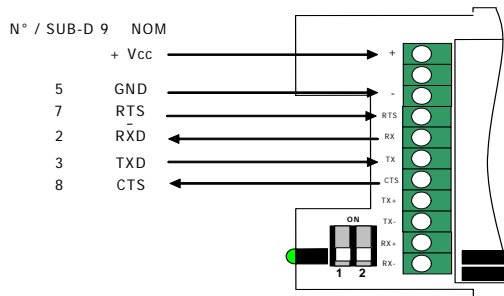 N° / SUB-D 9 NOM
+ Vcc
5 GND
7 RTS
2 RXD
3 TXD
8 CTS
+
-
RTS
RX
TX
CTS
TX+
TX-
RX+
RX-
ON
1 2